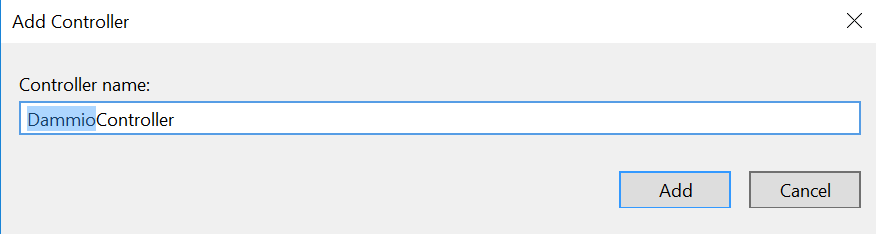 Add Controller
Controller name:
DammioController
Add Cancel